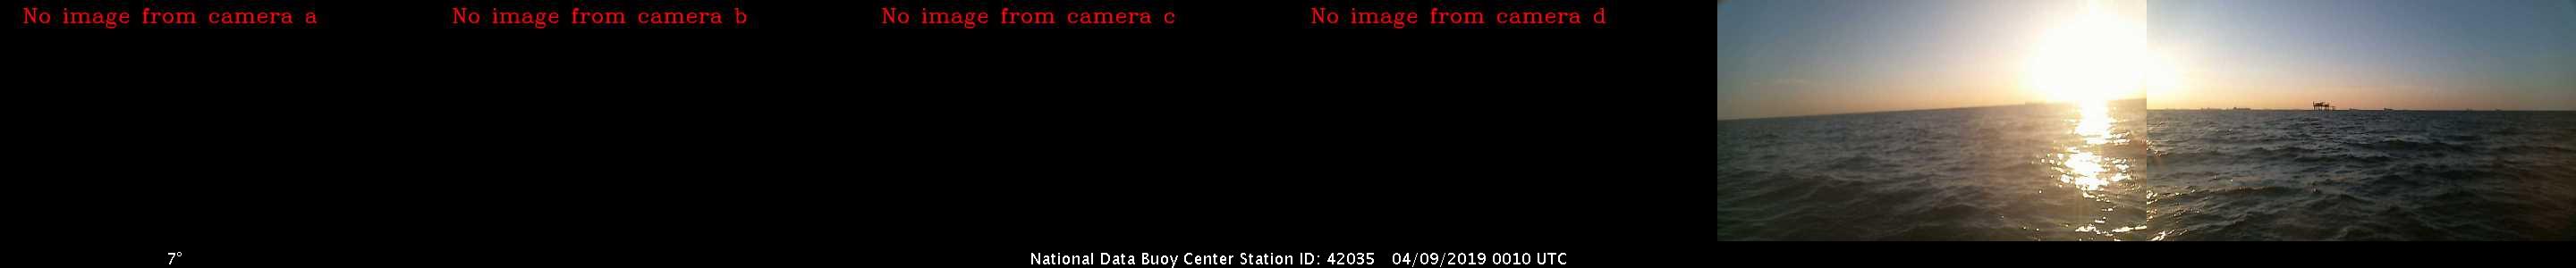 No image from camera a
No image from camera b
No image from camera c
No image from camera d
7°
National Data Buoy Center Station ID: 42035 04/09/2019 0010 UTC